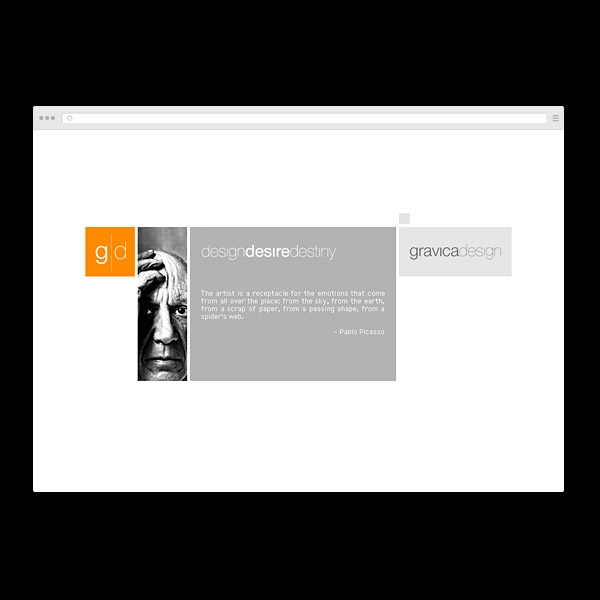 g|d
designdesiredestiny
gravicadesign
The artist is a receptacle for the emotions that come
from all over the place: from the sky, from the earth,
from a scrap of paper, from a passing shape, from a
spider's web.
- Pablo Picasso